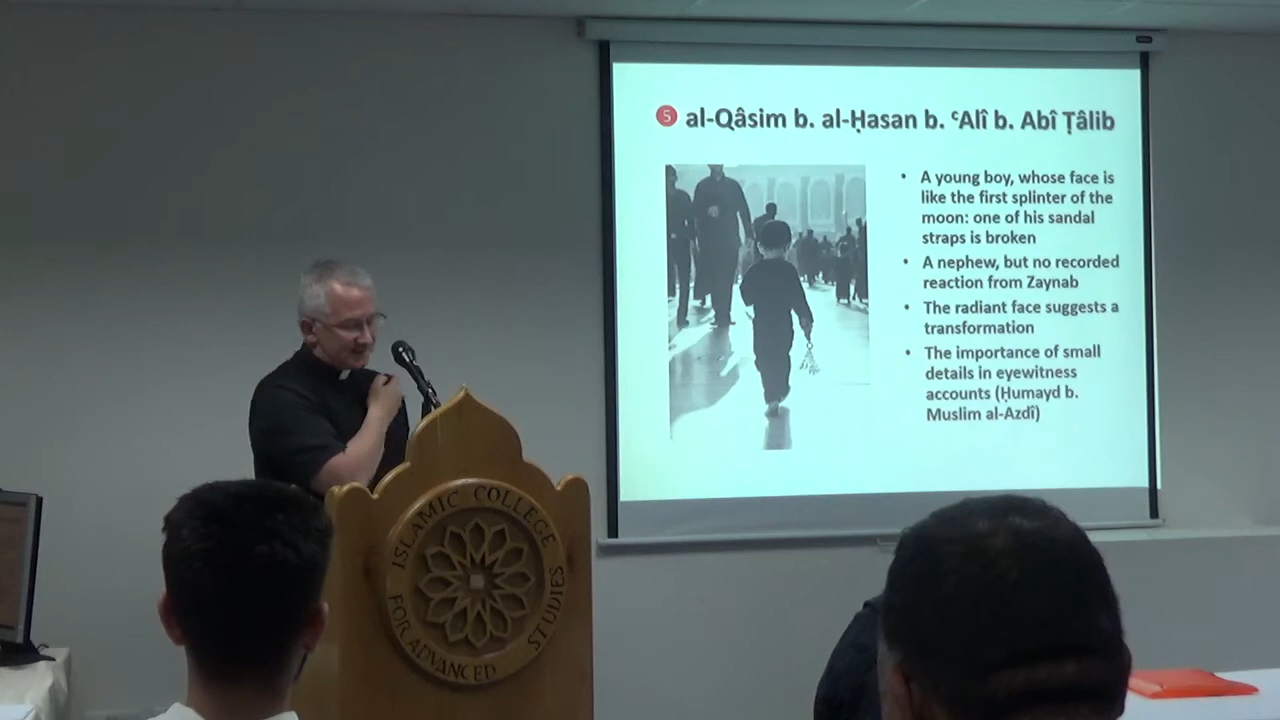 5 al-Qâsim b. al-Ḥasan b. ʿAlî b. Abî Ṭâlib
• A young boy, whose face is
like the first splinter of the
moon: one of his sandal
straps is broken
• A nephew, but no recorded
reaction from Zaynab
• The radiant face suggests a
transformation
• The importance of small
details in eyewitness
accounts (Ḥumayd b.
Muslim al-Azdî)
ISLAMIC COLLEGE
FOR ADVANCED
STUDIES